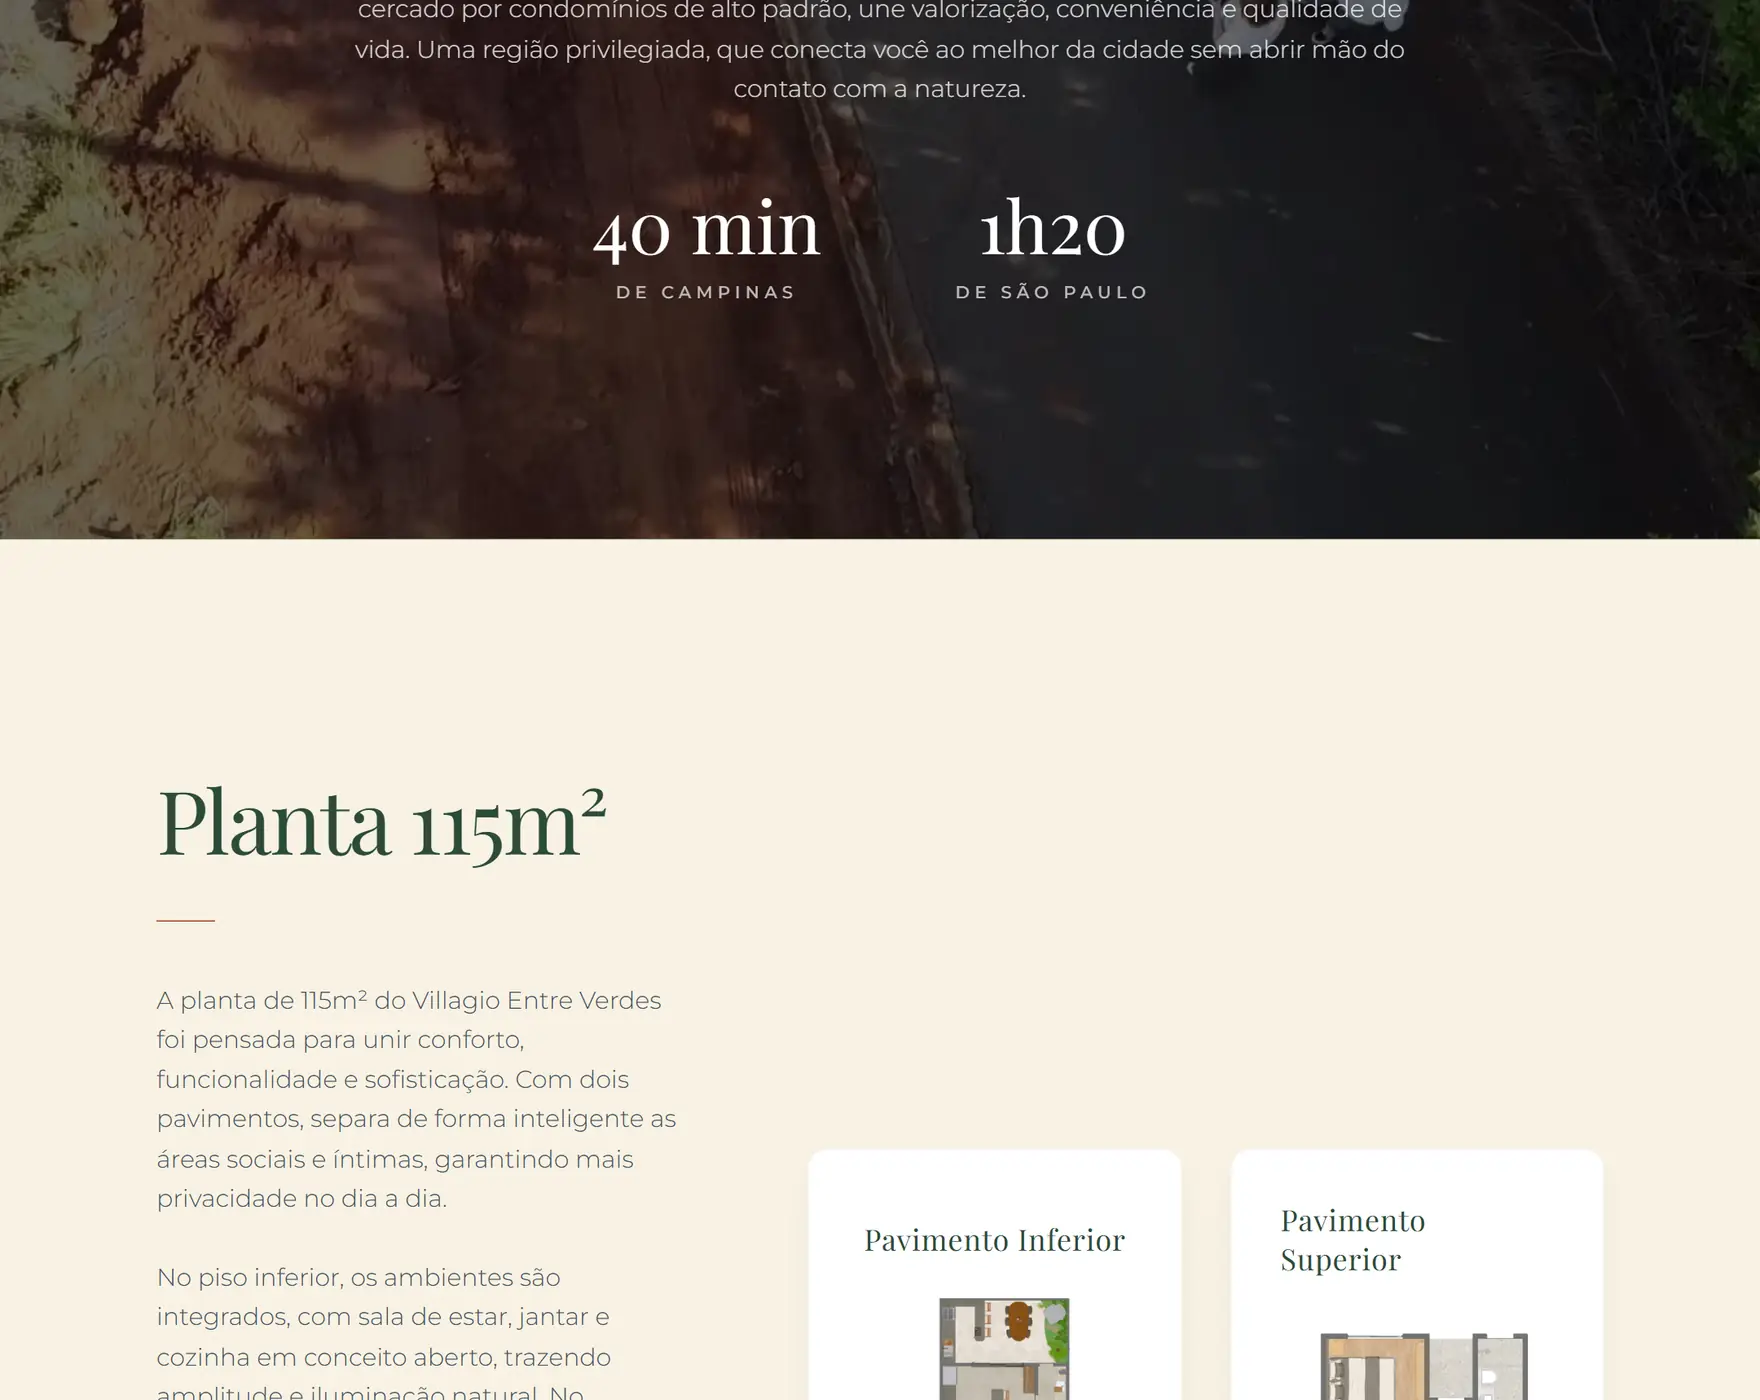 cercado por condomínios de alto padrão, une valorização, conveniência e qualidade de
vida. Uma região privilegiada, que conecta você ao melhor da cidade sem abrir mão do
contato com a natureza.
40 min
DE CAMPINAS
1h20
DE SÃO PAULO
Planta 115m²
A planta de 115m² do Villagio Entre Verdes
foi pensada para unir conforto,
funcionalidade e sofisticação. Com dois
pavimentos, separa de forma inteligente as
áreas sociais e íntimas, garantindo mais
privacidade no dia a dia.
No piso inferior, os ambientes são
integrados, com sala de estar, jantar e
cozinha em conceito aberto, trazendo
amplitude e iluminação natural. No
Pavimento Inferior
Pavimento
Superior